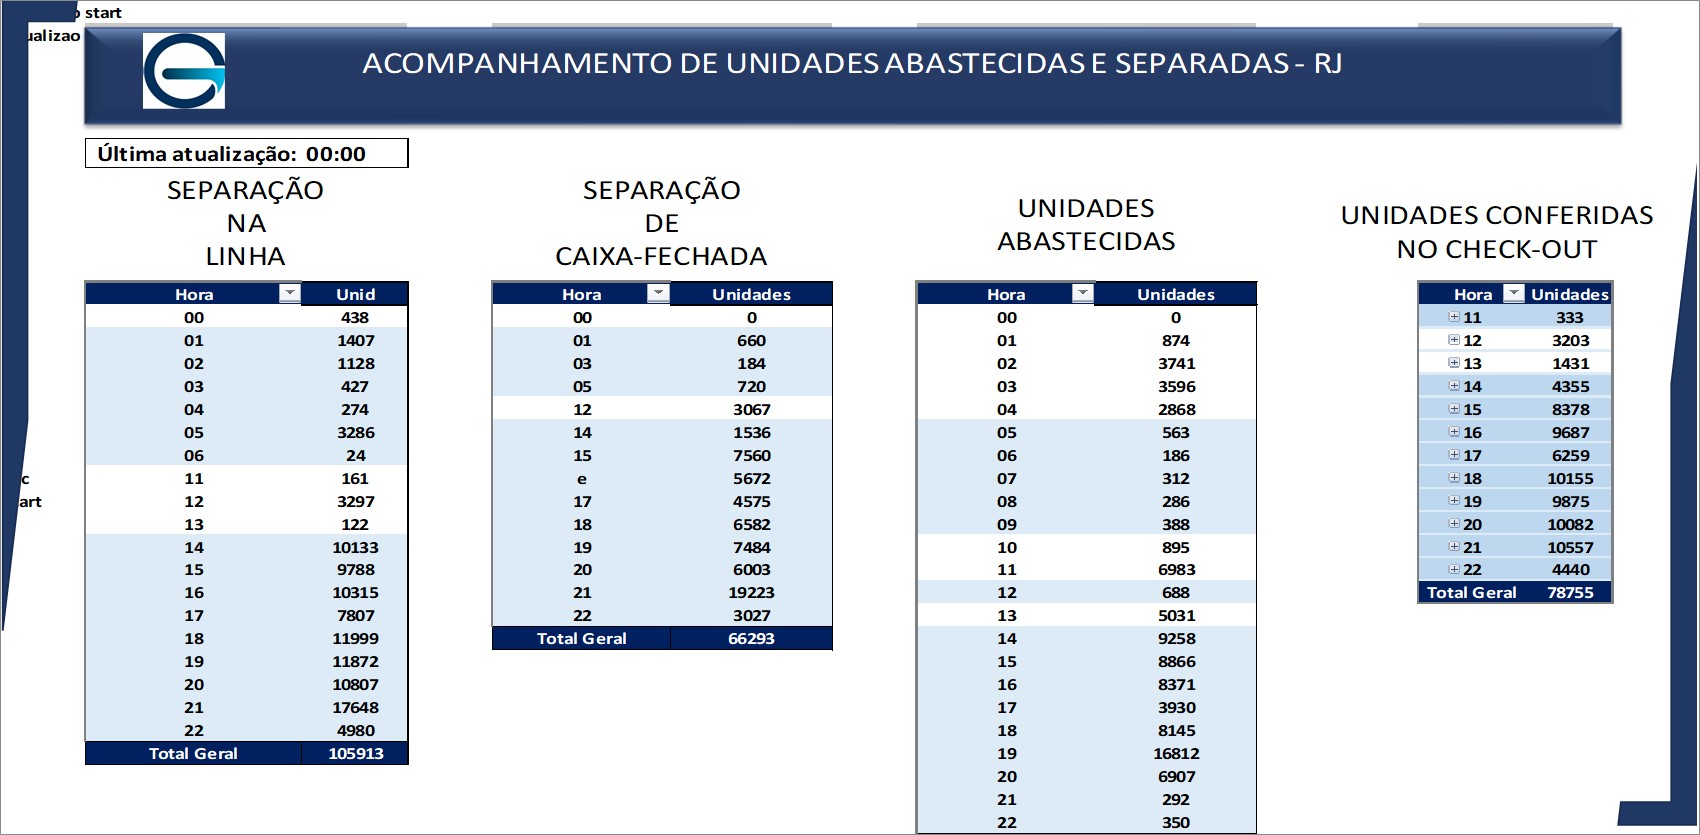 start
ualizao
ACOMPANHAMENTO DE UNIDADES ABASTECIDAS E SEPARADAS - RJ
Última atualização: 00:00
SEPARAÇÃO
NA
LINHA
Hora Unid
00 438
01 1407
02 1128
03 427
04 274
05 3286
06 24
11 161
12 3297
13 122
14 10133
15 9788
16 10315
17 7807
18 11999
19 11872
20 10807
21 17648
22 4980
Total Geral 105913
SEPARAÇÃO
DE
CAIXA-FECHADA
Hora Unidades
00 0
01 660
03 184
05 720
12 3067
14 1536
15 7560
e 5672
17 4575
18 6582
19 7484
20 6003
21 19223
22 3027
Total Geral 66293
UNIDADES
ABASTECIDAS
Hora Unidades
00 0
01 874
02 3741
03 3596
04 2868
05 563
06 186
07 312
08 286
09 388
10 895
11 6983
12 688
13 5031
14 9258
15 8866
16 8371
17 3930
18 8145
19 16812
20 6907
21 292
22 350
UNIDADES CONFERIDAS
NO CHECK-OUT
Hora Unidades
11 333
12 3203
13 1431
14 4355
15 8378
16 9687
17 6259
18 10155
19 9875
20 10082
21 10557
22 4440
Total Geral 78755
c
art